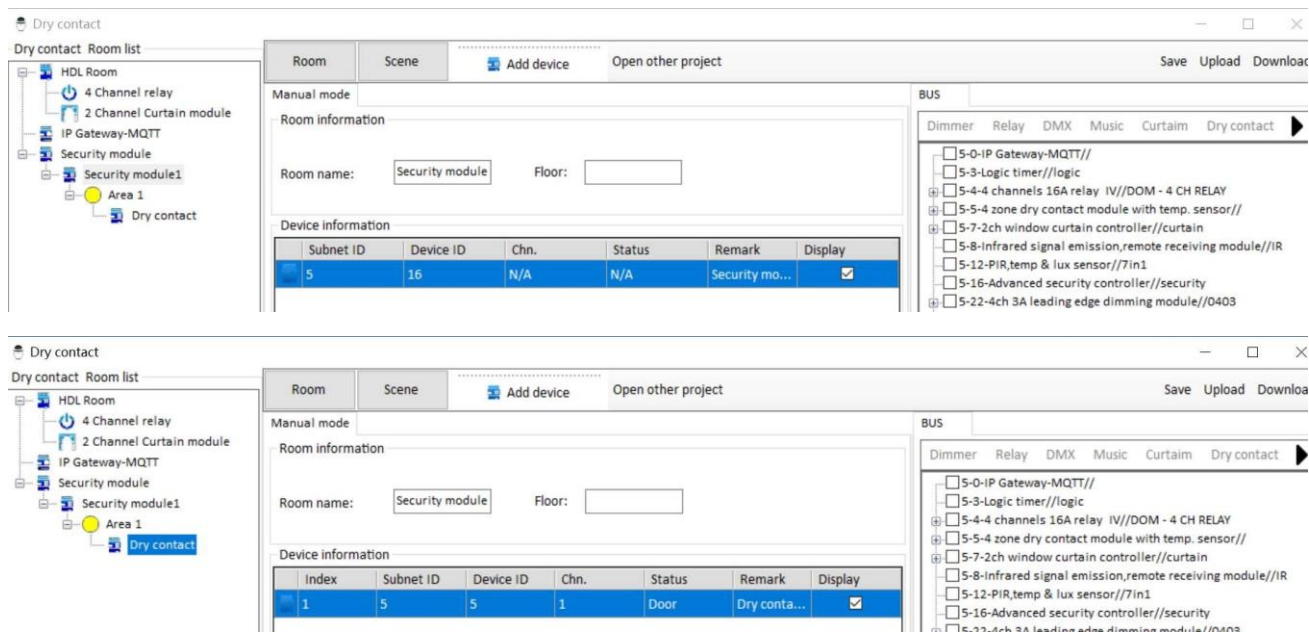 Dry contact
Dry contact Room list
HDL Room
4 Channel relay
2 Channel Curtain module
IP Gateway-MQTT
Security module
Security module1
Area 1
Dry contact
Room Scene Add device Open other project Save Upload Download
Manual mode
Room information
Room name: Security module Floor:
Device information
Subnet ID Device ID Chn. Status Remark Display
5 16 N/A N/A Security mo...
BUS
Dimmer Relay DMX Music Curtaim Dry contact
5-0-IP Gateway-MQTT//
5-3-Logic timer//logic
5-4-4 channels 16A relay IV//DOM - 4 CH RELAY
5-5-4 zone dry contact module with temp. sensor//
5-7-2ch window curtain controller//curtain
5-8-Infrared signal emission,remote receiving module//IR
5-12-PIR,temp & lux sensor//7in1
5-16-Advanced security controller//security
5-22-4ch 3A leading edge dimming module//0403
Dry contact
Dry contact Room list
HDL Room
4 Channel relay
2 Channel Curtain module
IP Gateway-MQTT
Security module
Security module1
Area 1
Dry contact
Room Scene Add device Open other project Save Upload Downloa
Manual mode
Room information
Room name: Security module Floor:
Device information
Index Subnet ID Device ID Chn. Status Remark Display
1 5 5 1 Door Dry conta...
BUS
Dimmer Relay DMX Music Curtaim Dry contact
5-0-IP Gateway-MQTT//
5-3-Logic timer//logic
5-4-4 channels 16A relay IV//DOM - 4 CH RELAY
5-5-4 zone dry contact module with temp. sensor//
5-7-2ch window curtain controller//curtain
5-8-Infrared signal emission,remote receiving module//IR
5-12-PIR,temp & lux sensor//7in1
5-16-Advanced security controller//security
5-22-4ch 3A leading edge dimming module//0403